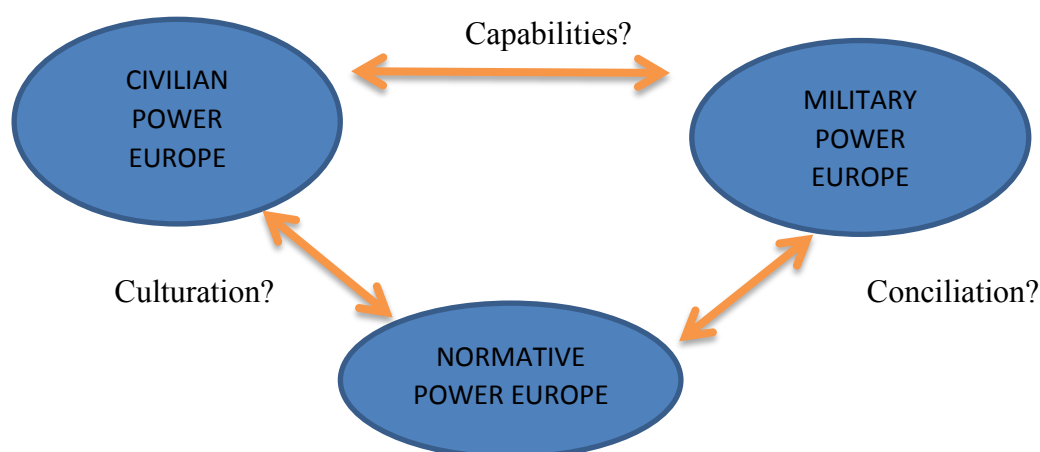 Capabilities?
CIVILIAN
POWER
EUROPE
MILITARY
POWER
EUROPE
Culturation?
Conciliation?
NORMATIVE
POWER EUROPE